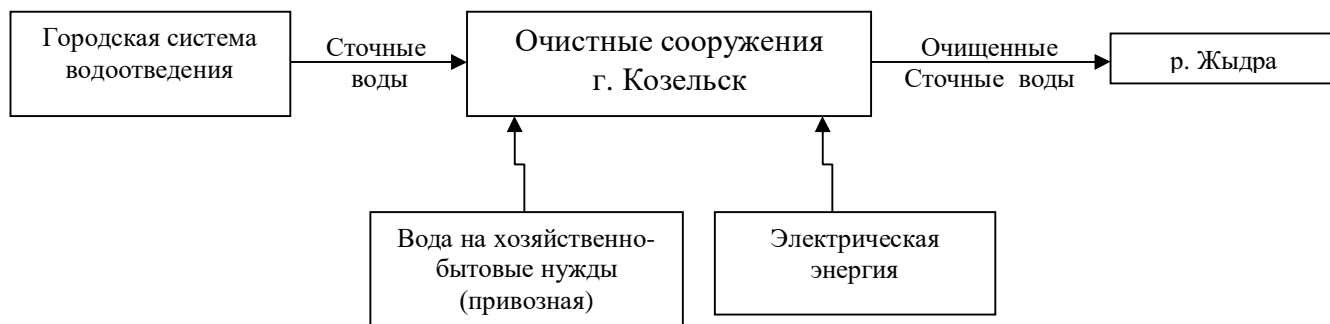 Городская система
водоотведения
Сточные
воды
Очистные сооружения
г. Козельск
Очищенные
Сточные воды
р. Жыдра
Вода на хозяйственно-
бытовые нужды
(привозная)
Электрическая
энергия